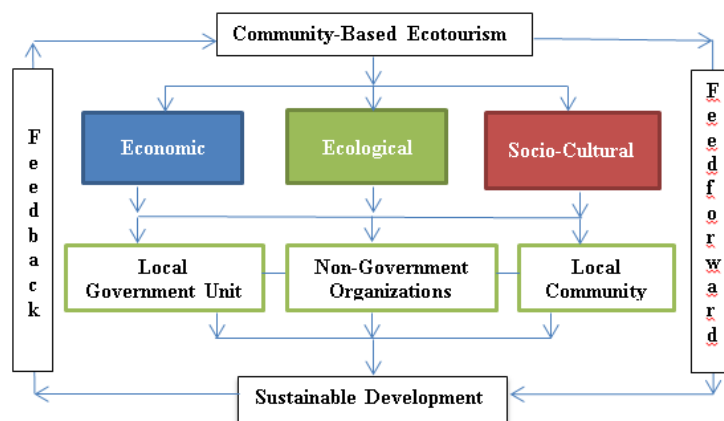 Community-Based Ecotourism
Feedback
Feedforward
Economic
Ecological
Socio-Cultural
Local
Government Unit
Non-Government
Organizations
Local
Community
Sustainable Development